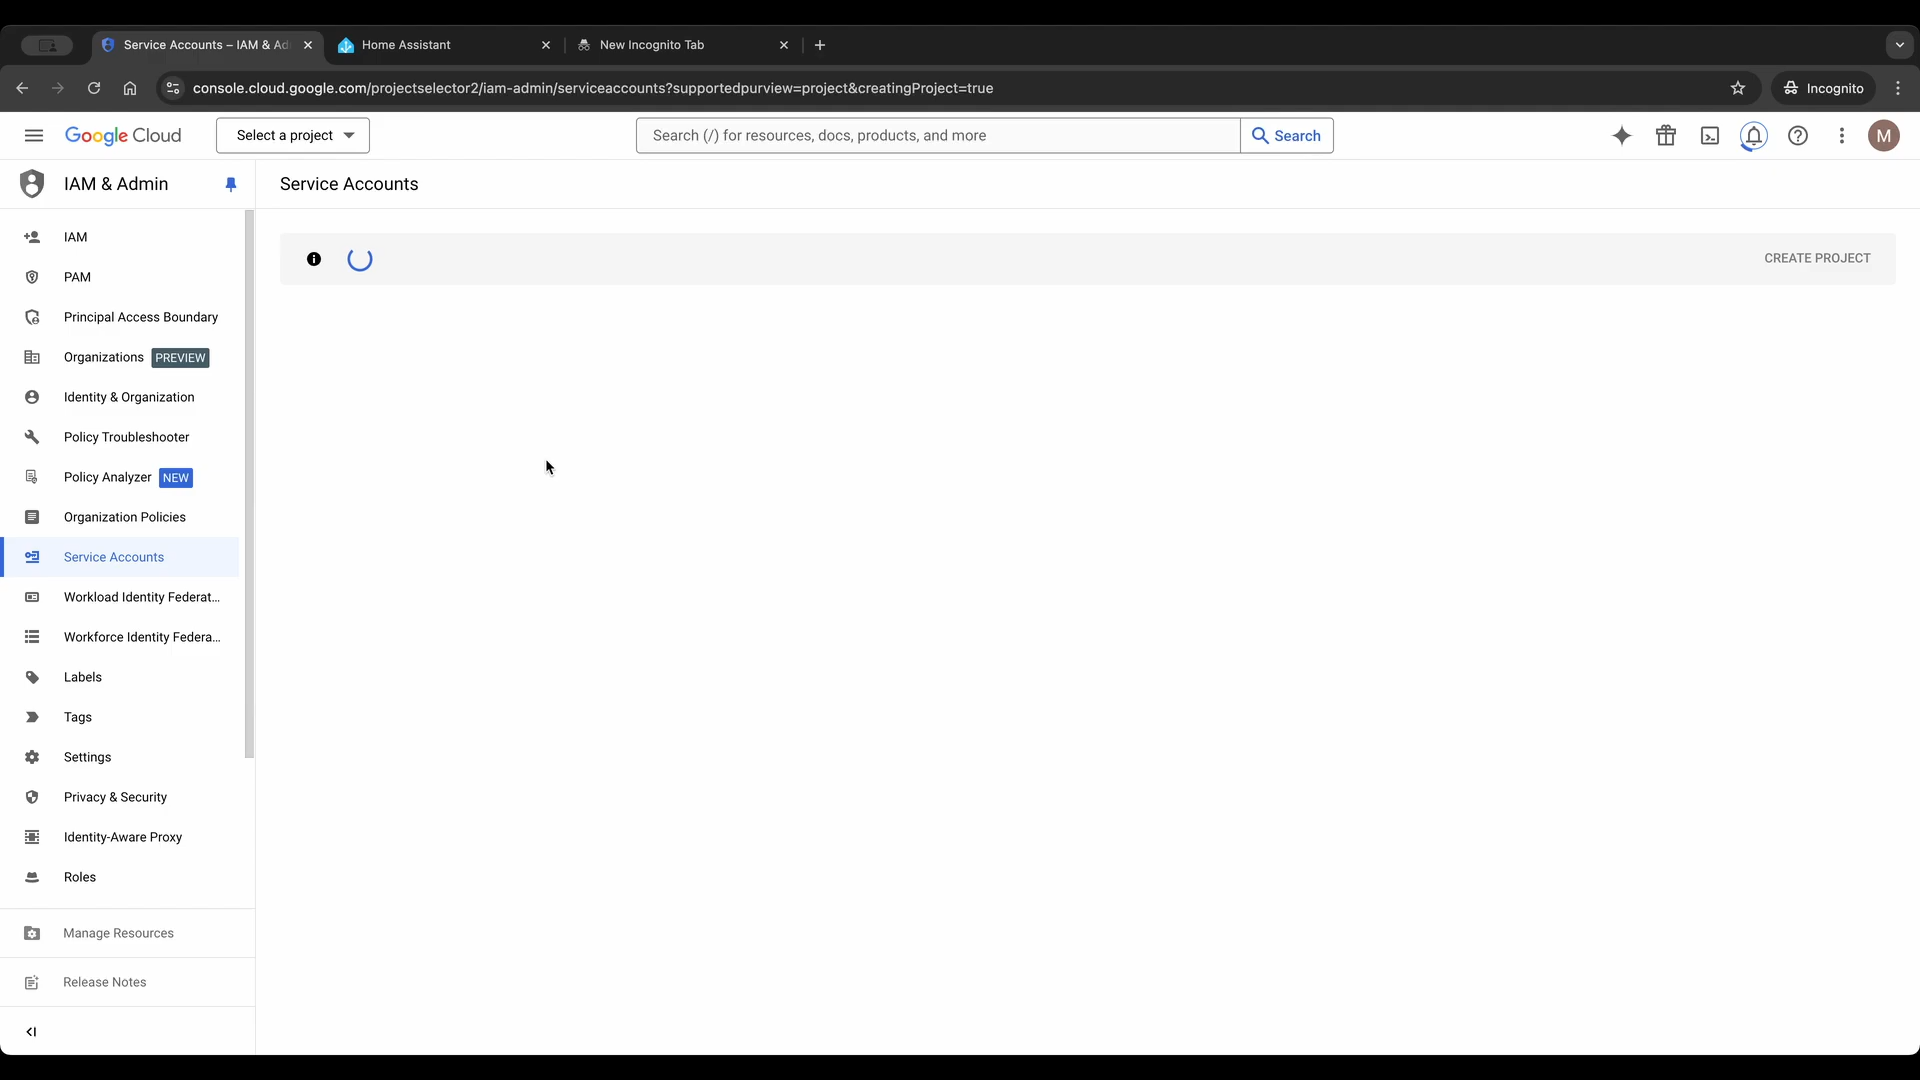 Service Accounts – IAM & Ad
Home Assistant
New Incognito Tab
console.cloud.google.com/projectselector2/iam-admin/serviceaccounts?supportedpurview=project&creatingProject=true
Incognito
Google Cloud
Select a project
Search (/) for resources, docs, products, and more
Search
M
IAM & Admin
Service Accounts
IAM
CREATE PROJECT
PAM
Principal Access Boundary
Organizations PREVIEW
Identity & Organization
Policy Troubleshooter
Policy Analyzer NEW
Organization Policies
Service Accounts
Workload Identity Federat...
Workforce Identity Federa...
Labels
Tags
Settings
Privacy & Security
Identity-Aware Proxy
Roles
Manage Resources
Release Notes